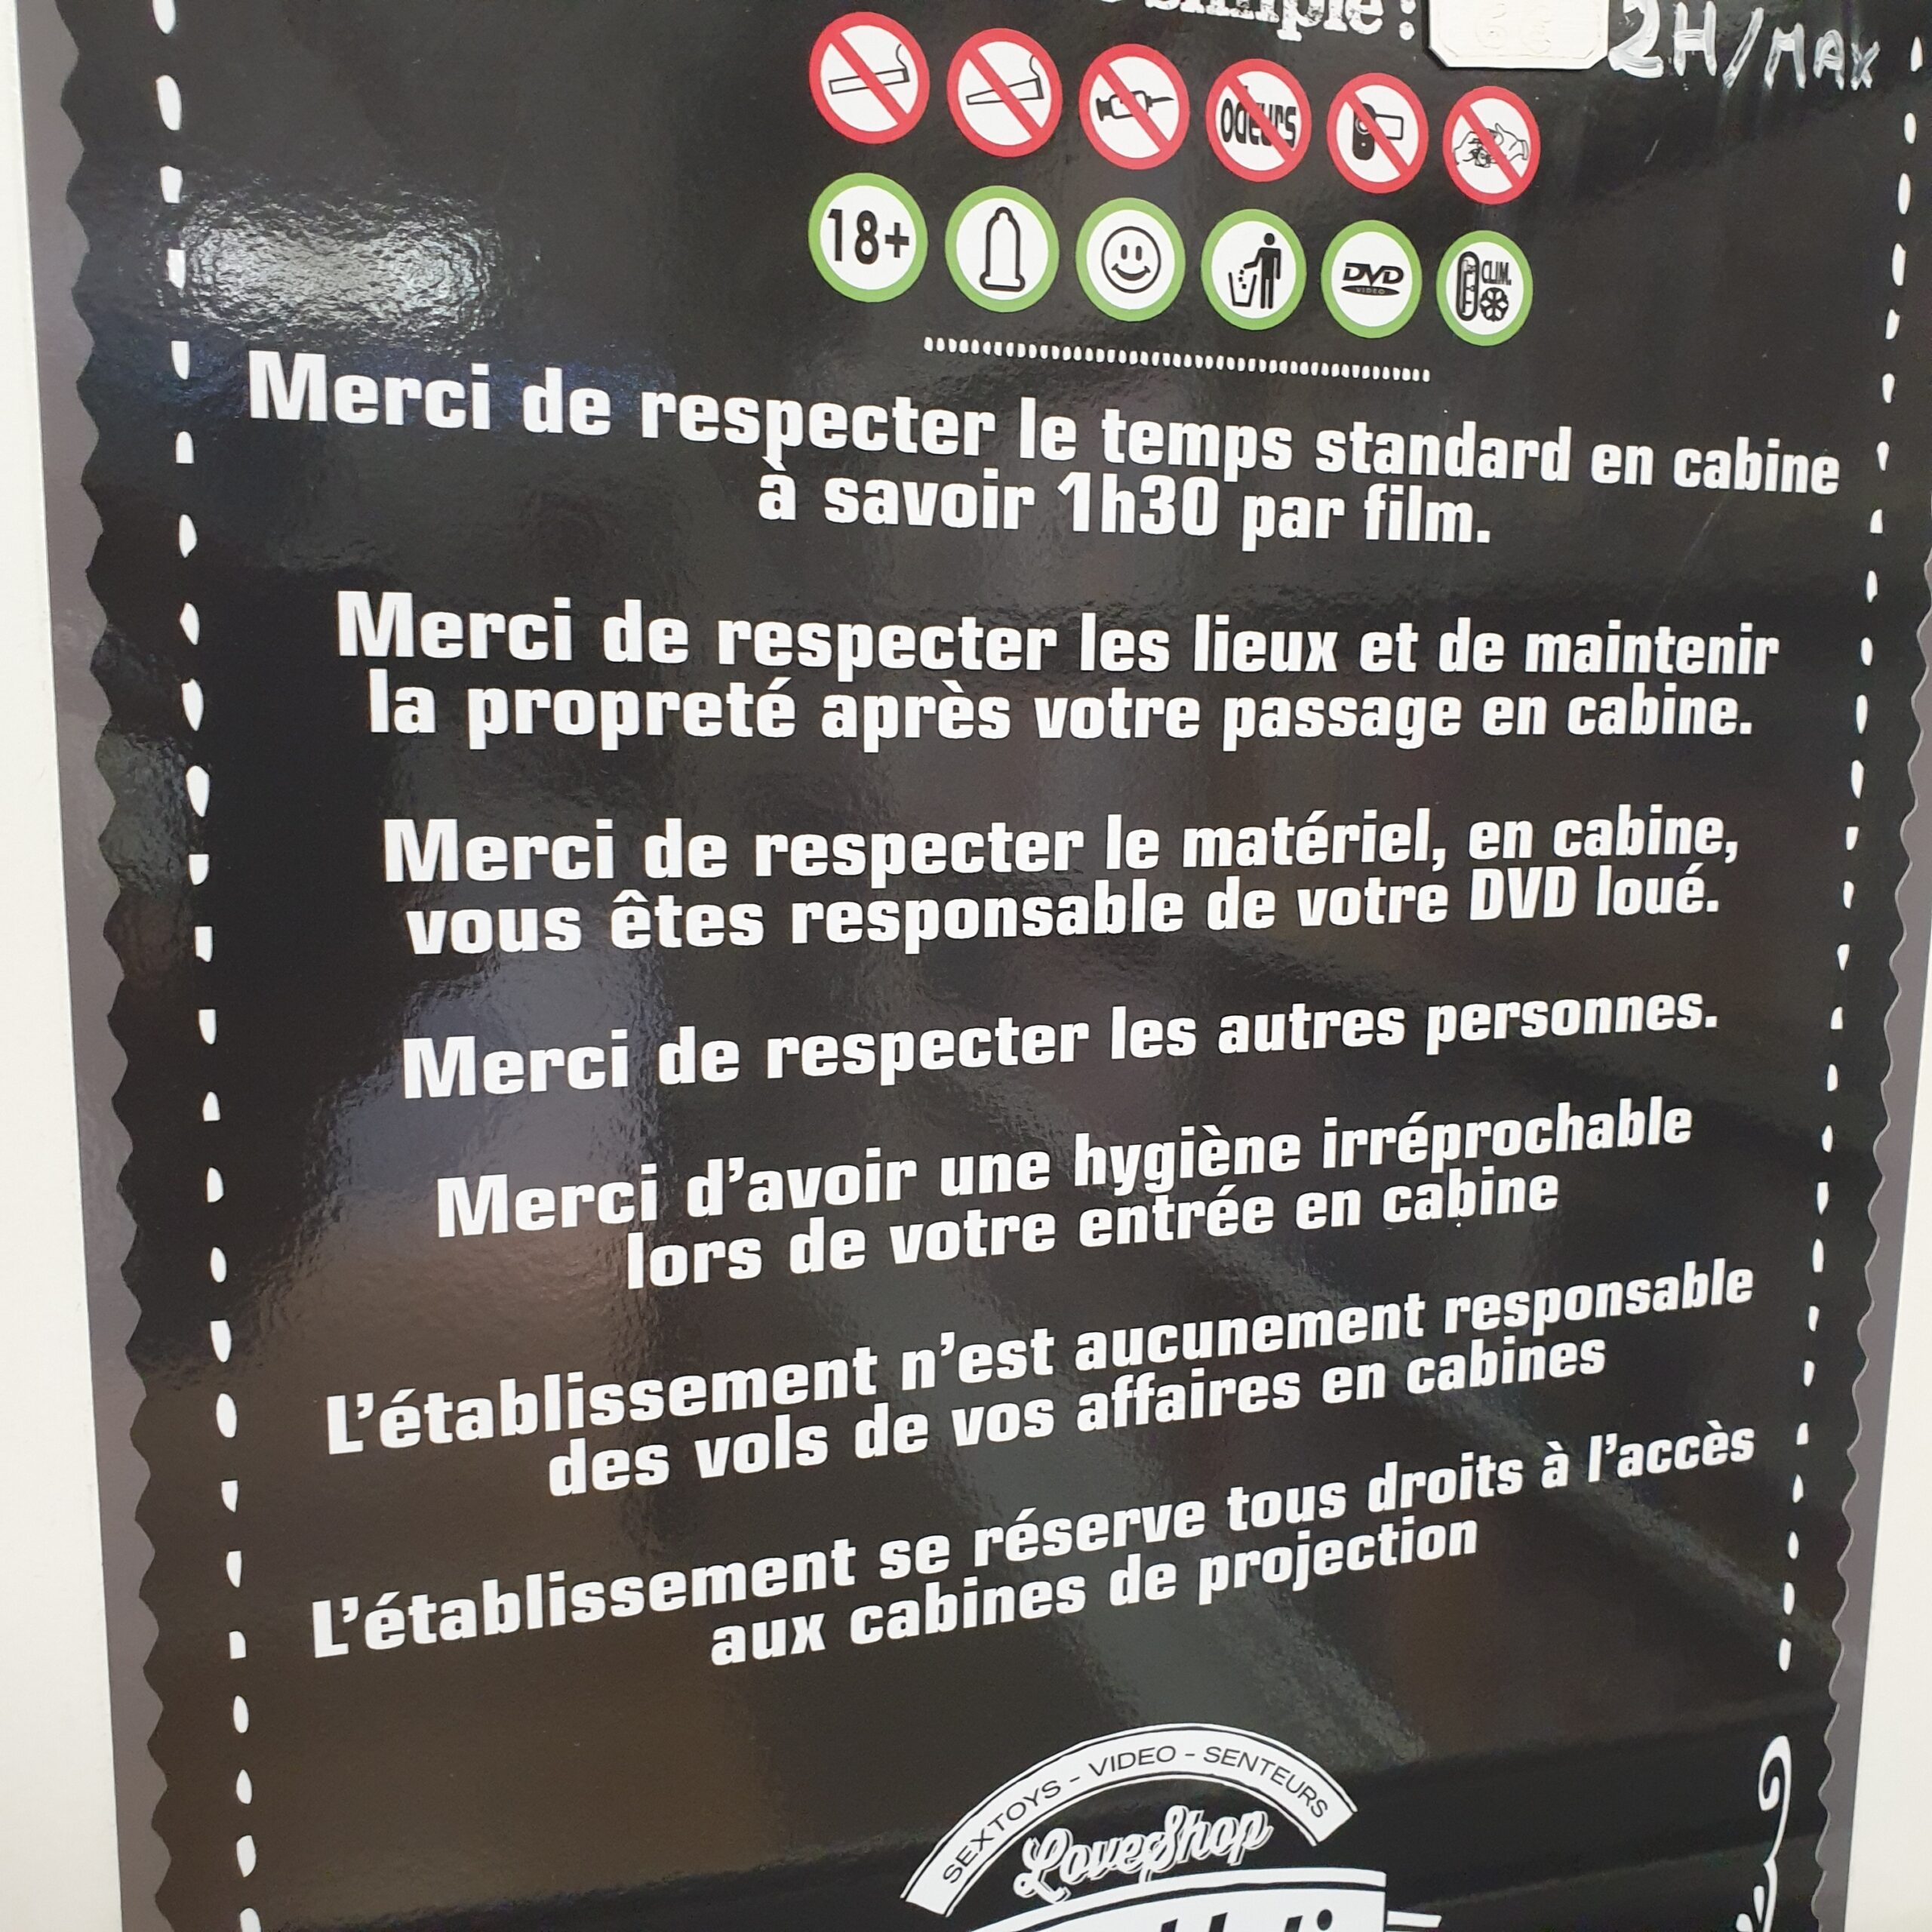 simple :
2H/MAX
odeurs
18+
DVD
VIDEO
CLIM.
Merci de respecter le temps standard en cabine
à savoir 1h30 par film.
Merci de respecter les lieux et de maintenir
la propreté après votre passage en cabine.
Merci de respecter le matériel, en cabine,
vous êtes responsable de votre DVD loué.
Merci de respecter les autres personnes.
Merci d'avoir une hygiène irréprochable
lors de votre entrée en cabine
L'établissement n'est aucunement responsable
des vols de vos affaires en cabines
L'établissement se réserve tous droits à l'accès
aux cabines de projection
SEXTOYS - VIDEO - SENTEURS
LoveShop